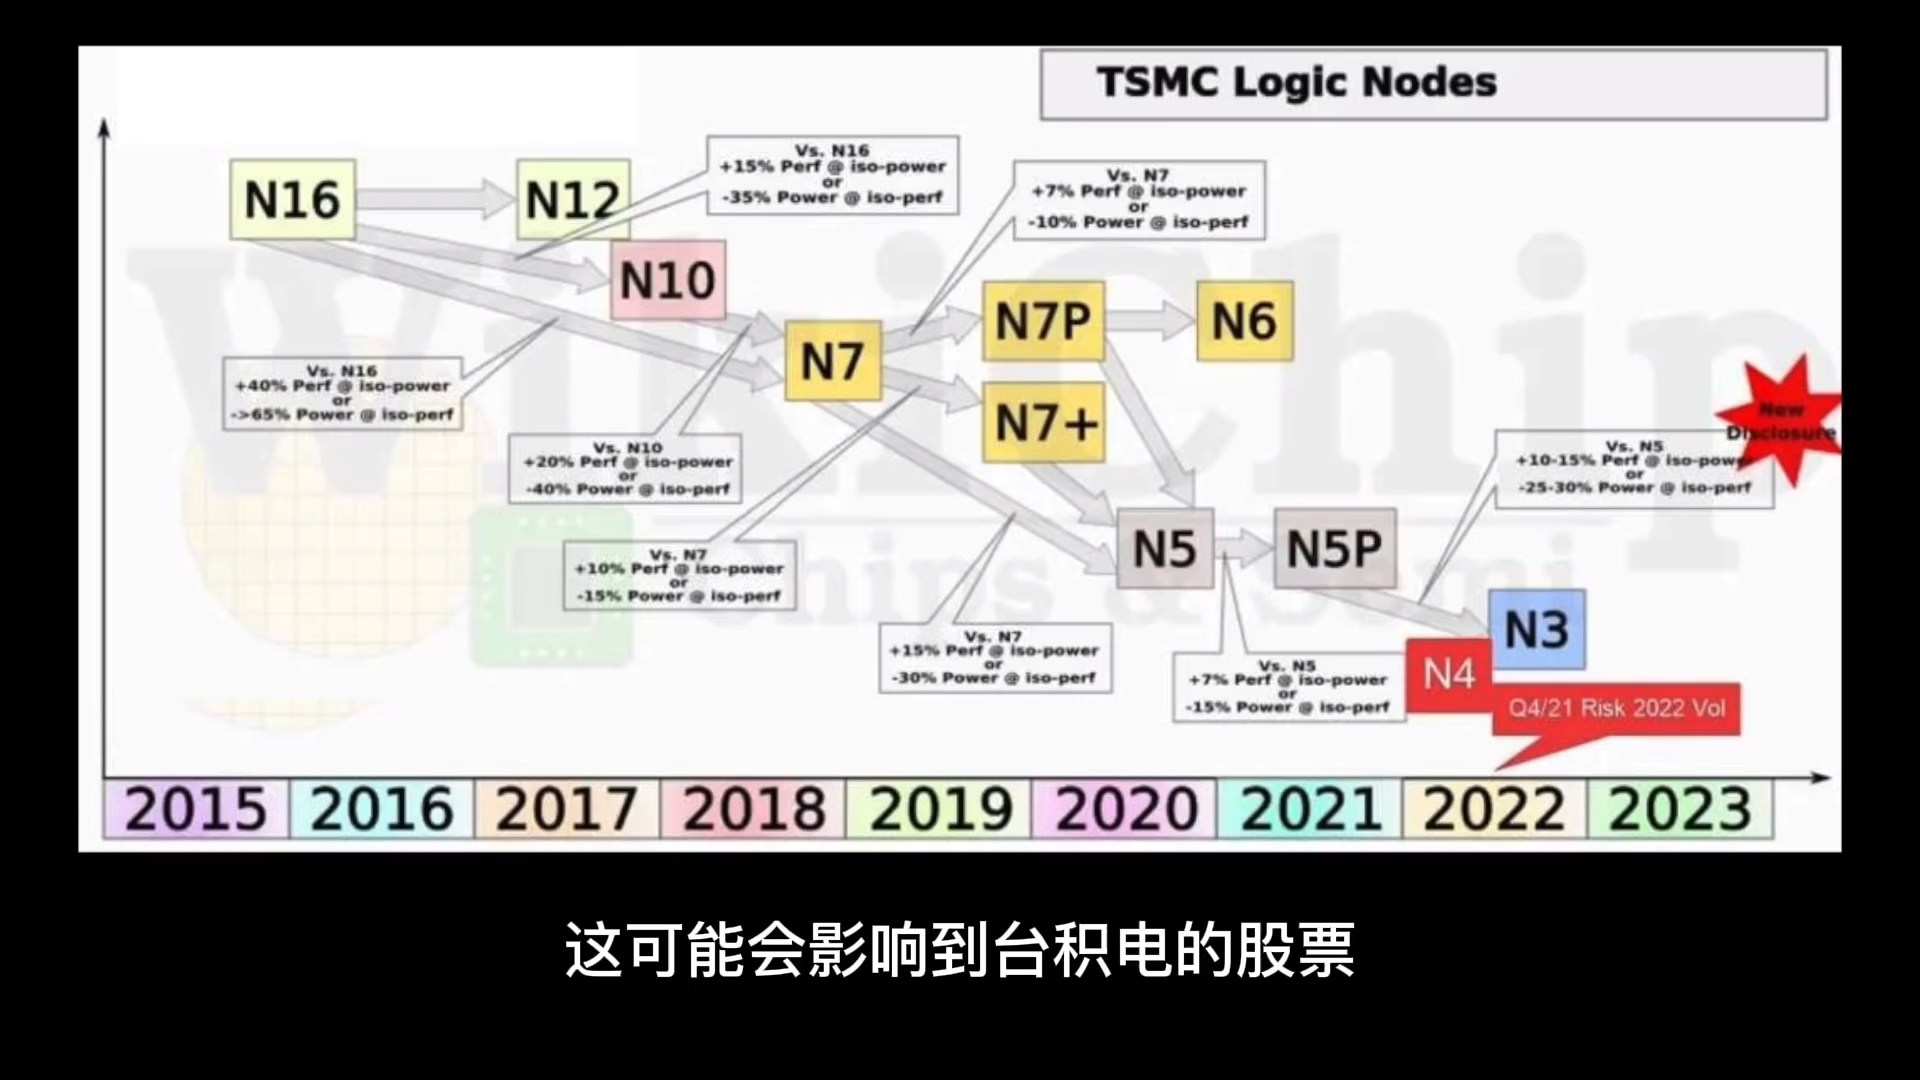 TSMC Logic Nodes
N16
N12
Vs. N16
+15% Perf @ iso-power
or
-35% Power @ iso-perf
Vs. N7
+7% Perf @ iso-power
or
-10% Power @ iso-perf
N10
N7
N7P
N6
Vs. N16
+40% Perf @ iso-power
or
->65% Power @ iso-perf
N7+
New
Disclosure
Vs. N10
+20% Perf @ iso-power
or
-40% Power @ iso-perf
Vs. N5
+10-15% Perf @ iso-power
or
-25-30% Power @ iso-perf
Vs. N7
+10% Perf @ iso-power
or
-15% Power @ iso-perf
N5
N5P
N3
Vs. N7
+15% Perf @ iso-power
or
-30% Power @ iso-perf
Vs. N5
+7% Perf @ iso-power
or
-15% Power @ iso-perf
N4
Q4/21 Risk 2022 Vol
WikiChip
Chips & Semi
2015 2016 2017 2018 2019 2020 2021 2022 2023
这可能会影响到台积电的股票